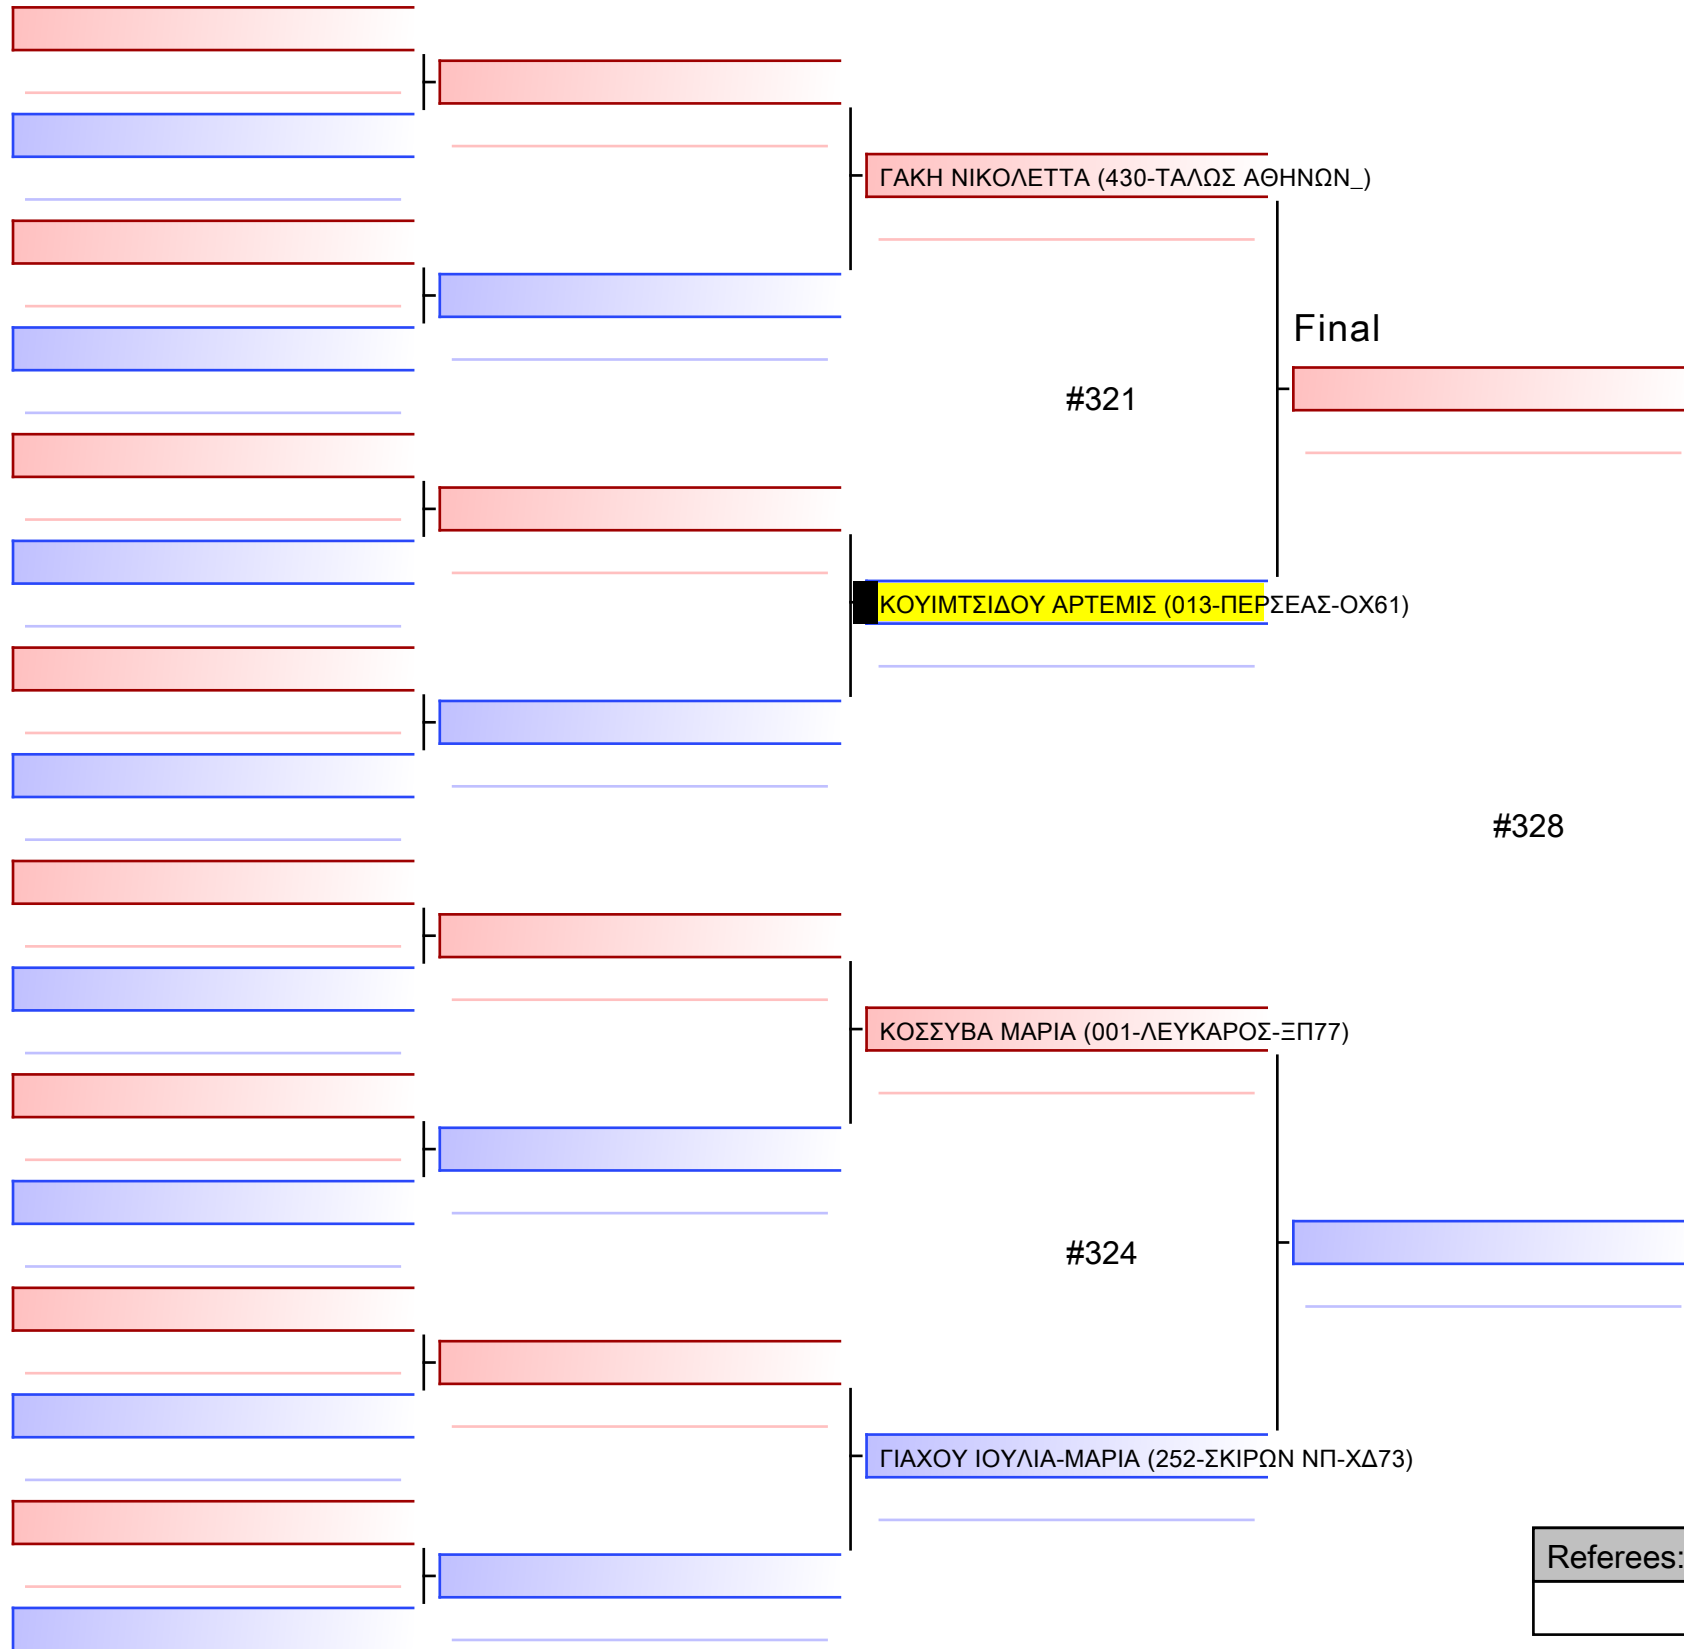 ΓΑΚΗ ΝΙΚΟΛΕΤΤΑ (430-ΤΑΛΩΣ ΑΘΗΝΩΝ_)
Final
#321
ΚΟΥΙΜΤΣΙΔΟΥ ΑΡΤΕΜΙΣ (013-ΠΕΡΣΕΑΣ-ΟΧ61)
#328
ΚΟΣΣΥΒΑ ΜΑΡΙΑ (001-ΛΕΥΚΑΡΟΣ-ΞΠ77)
#324
ΓΙΑΧΟΥ ΙΟΥΛΙΑ-ΜΑΡΙΑ (252-ΣΚΙΡΩΝ ΝΠ-ΧΔ73)
Referees: